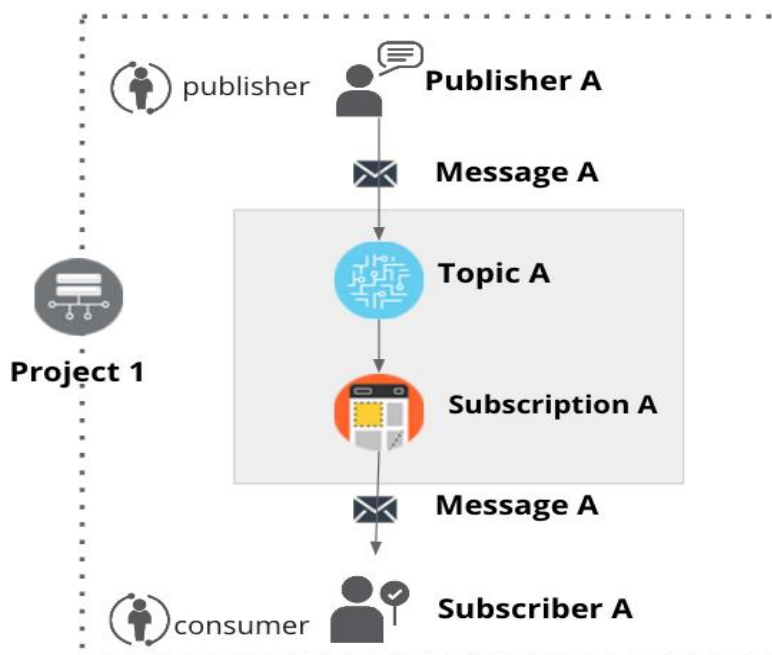 publisher
Publisher A
Message A
Topic A
Project 1
Subscription A
Message A
consumer
Subscriber A